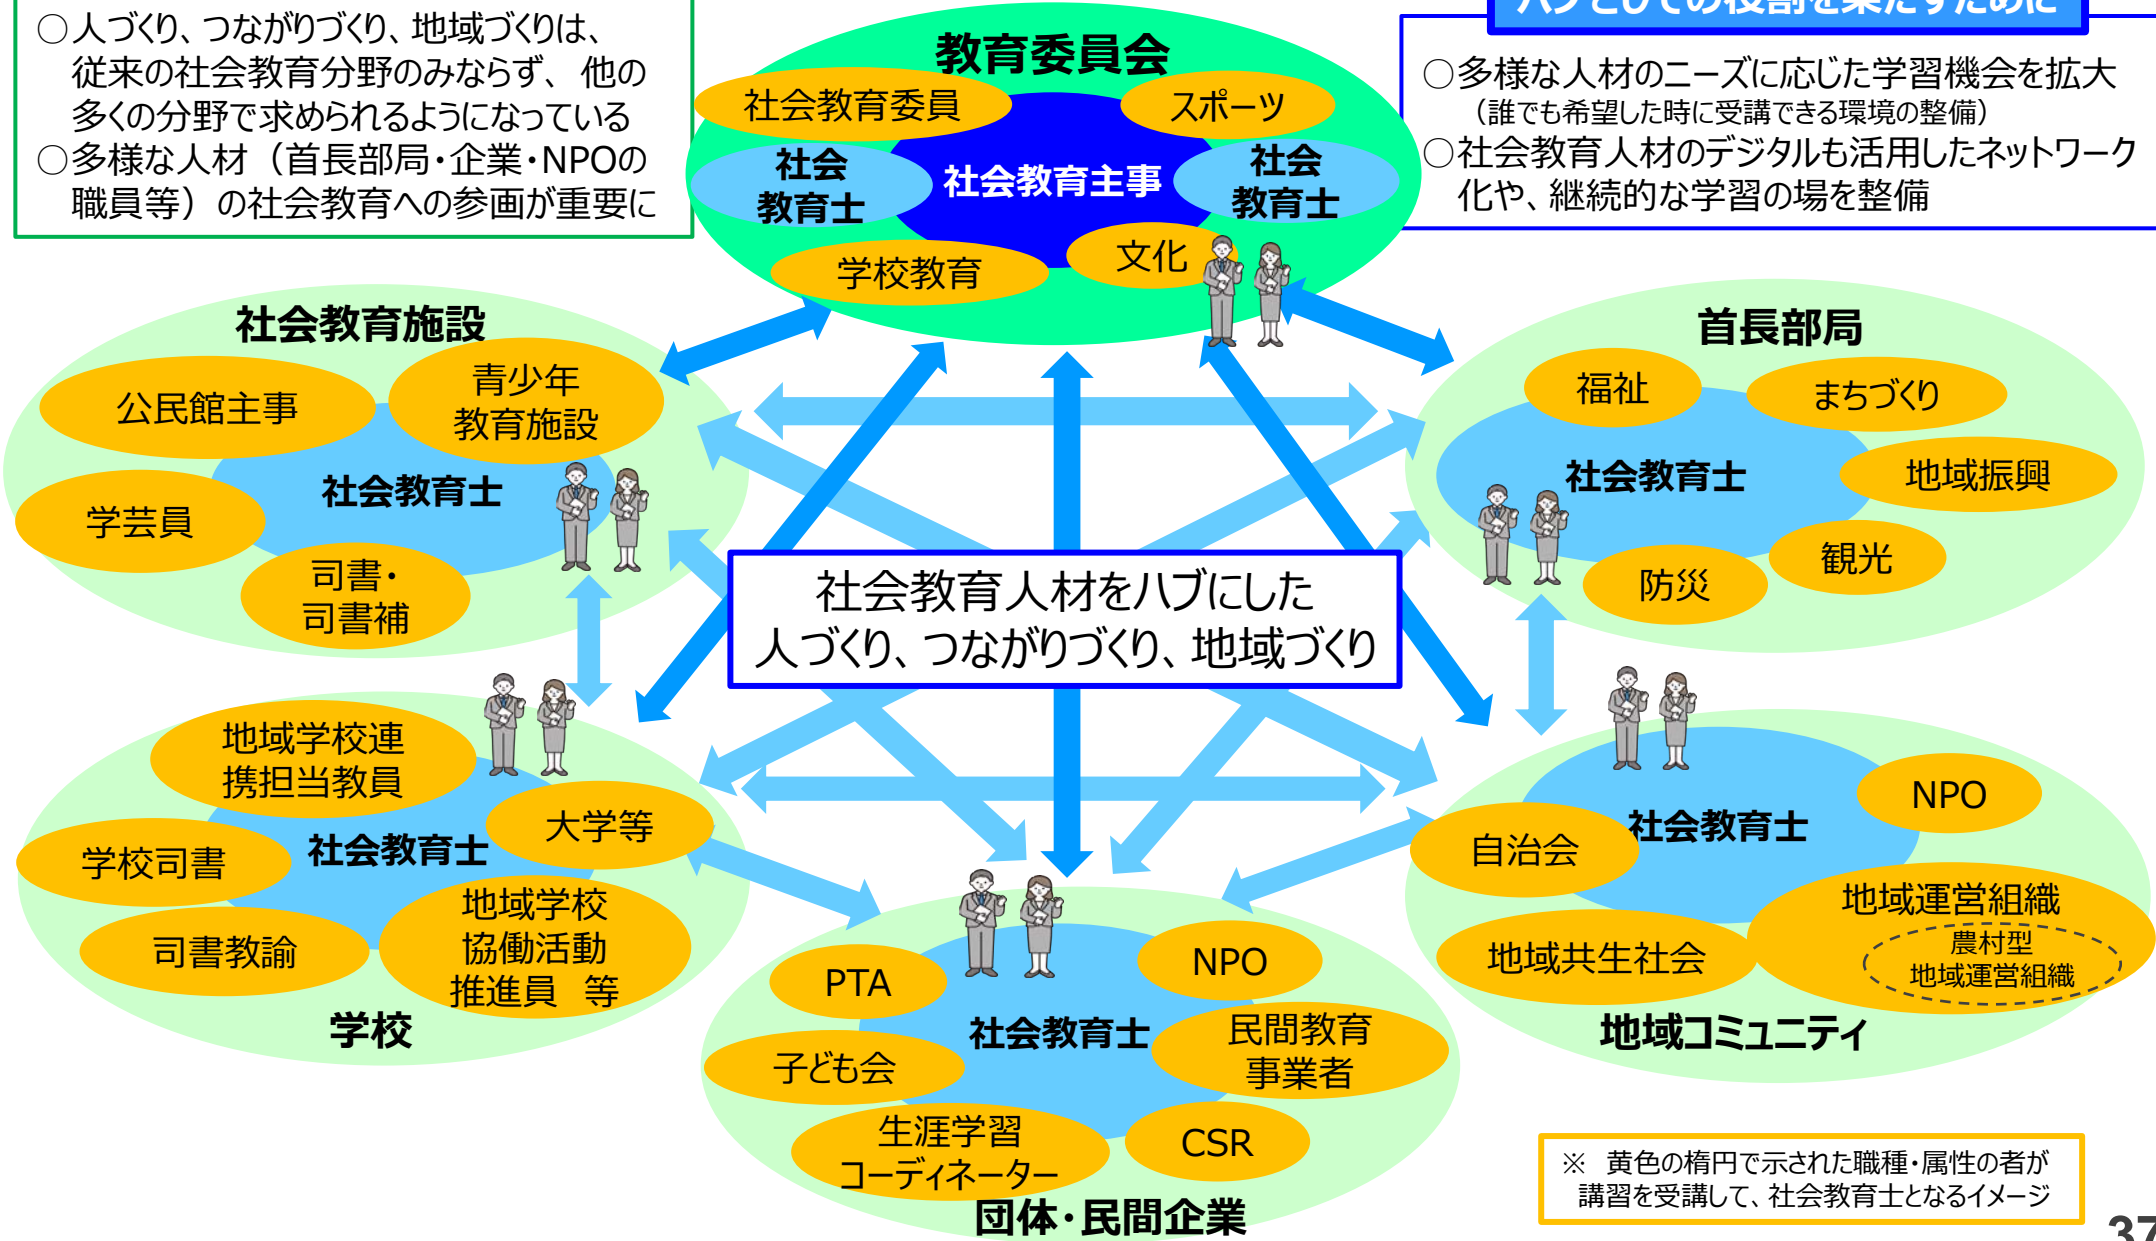 ○人づくり、つながりづくり、地域づくりは、
従来の社会教育分野のみならず、他の
多くの分野で求められるようになっている
○多様な人材（首長部局・企業・NPOの
職員等）の社会教育への参画が重要に
ハブとしての役割を果たすために
○多様な人材のニーズに応じた学習機会を拡大
（誰でも希望した時に受講できる環境の整備）
○社会教育人材のデジタルも活用したネットワーク
化や、継続的な学習の場を整備
教育委員会
社会教育委員
スポーツ
社会
教育士
社会教育主事
社会
教育士
学校教育
文化
社会教育施設
公民館主事
青少年
教育施設
社会教育士
学芸員
司書・
司書補
首長部局
福祉
まちづくり
社会教育士
地域振興
観光
防災
社会教育人材をハブにした
人づくり、つながりづくり、地域づくり
地域学校連
携担当教員
大学等
社会教育士
学校司書
司書教諭
地域学校
協働活動
推進員　等
学校
PTA
NPO
社会教育士
子ども会
民間教育
事業者
生涯学習
コーディネーター
CSR
団体・民間企業
NPO
社会教育士
自治会
地域運営組織
農村型
地域運営組織
地域共生社会
地域コミュニティ
※　黄色の楕円で示された職種・属性の者が
講習を受講して、社会教育士となるイメージ
37